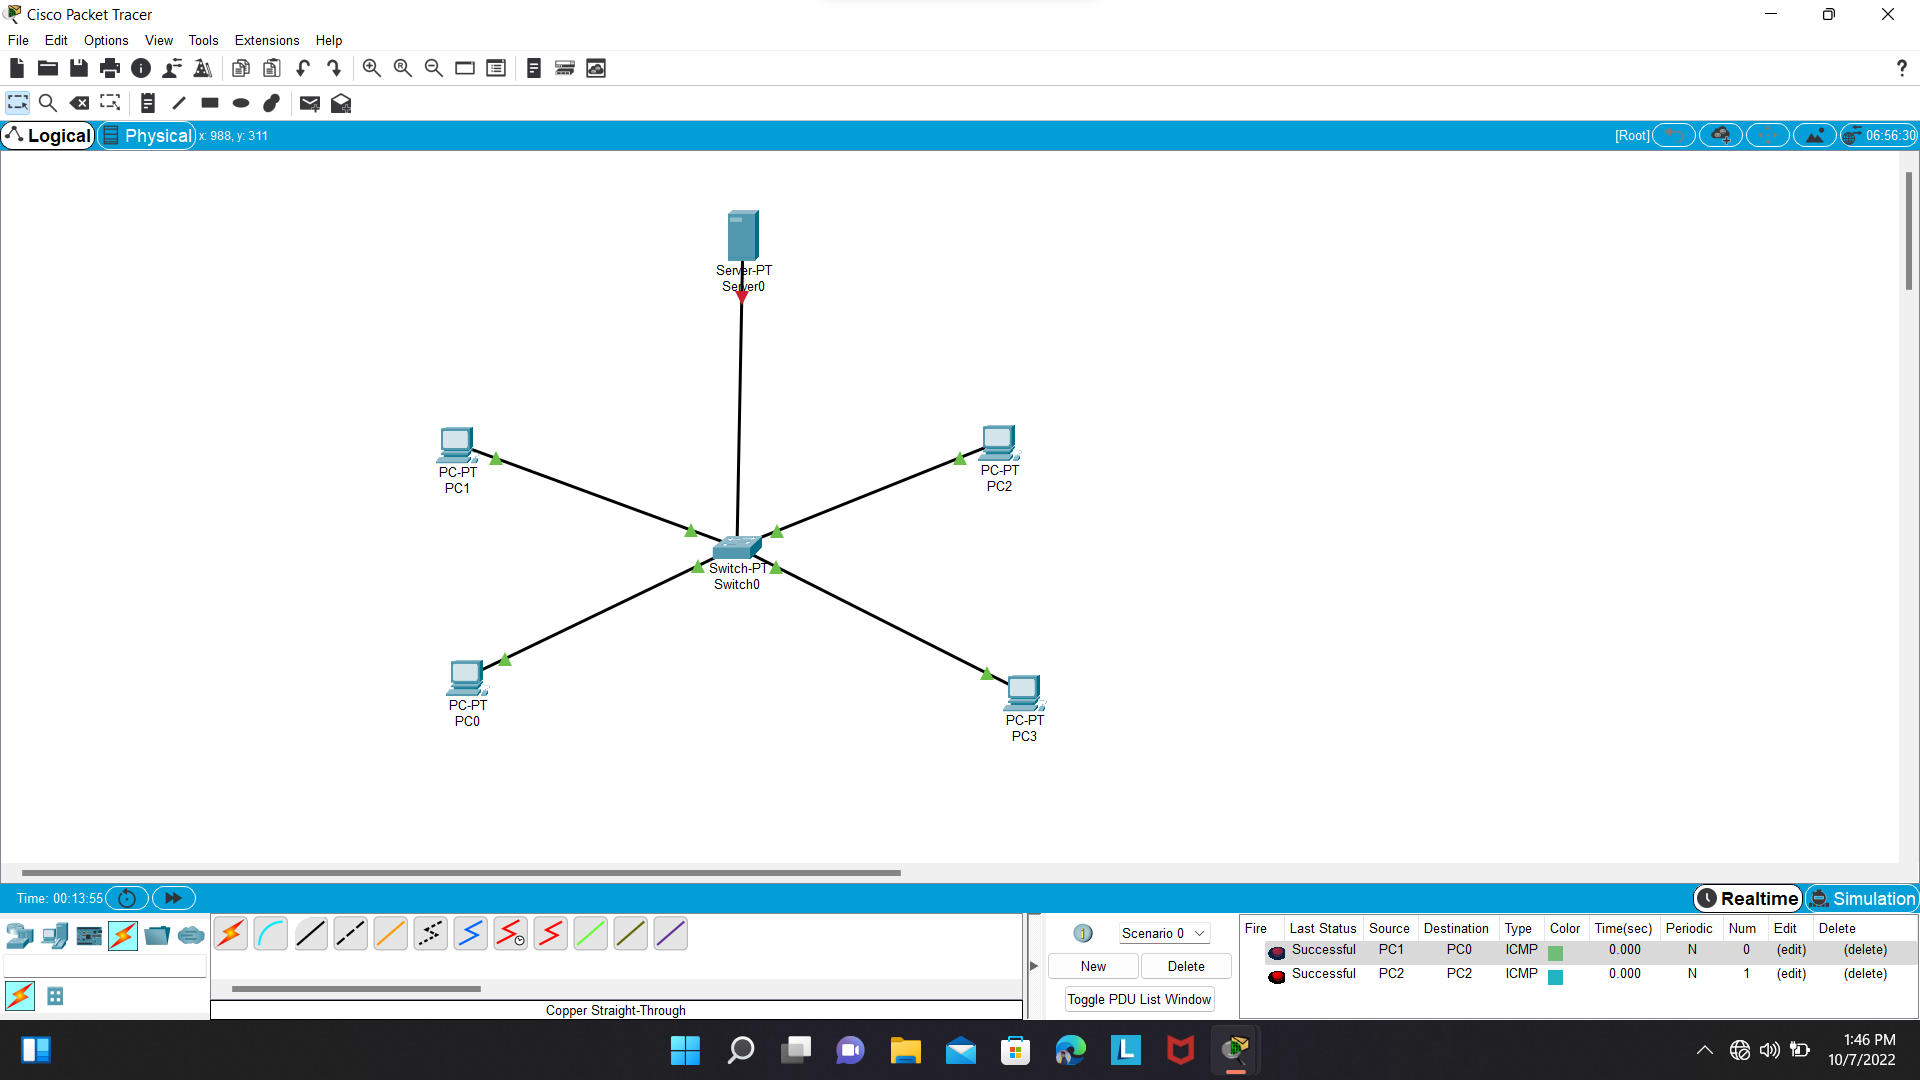 Cisco Packet Tracer
File Edit Options View Tools Extensions Help
?
Logical Physical x: 988, y: 311 [Root] 06:56:30
Server-PT
Server0
PC-PT
PC1
PC-PT
PC2
Switch-PT
Switch0
PC-PT
PC0
PC-PT
PC3
Time: 00:13:55 Realtime Simulation
Scenario 0
New Delete
Toggle PDU List Window
Fire Last Status Source Destination Type Color Time(sec) Periodic Num Edit Delete
Successful PC1 PC0 ICMP 0.000 N 0 (edit) (delete)
Successful PC2 PC2 ICMP 0.000 N 1 (edit) (delete)
Copper Straight-Through
1:46 PM
10/7/2022